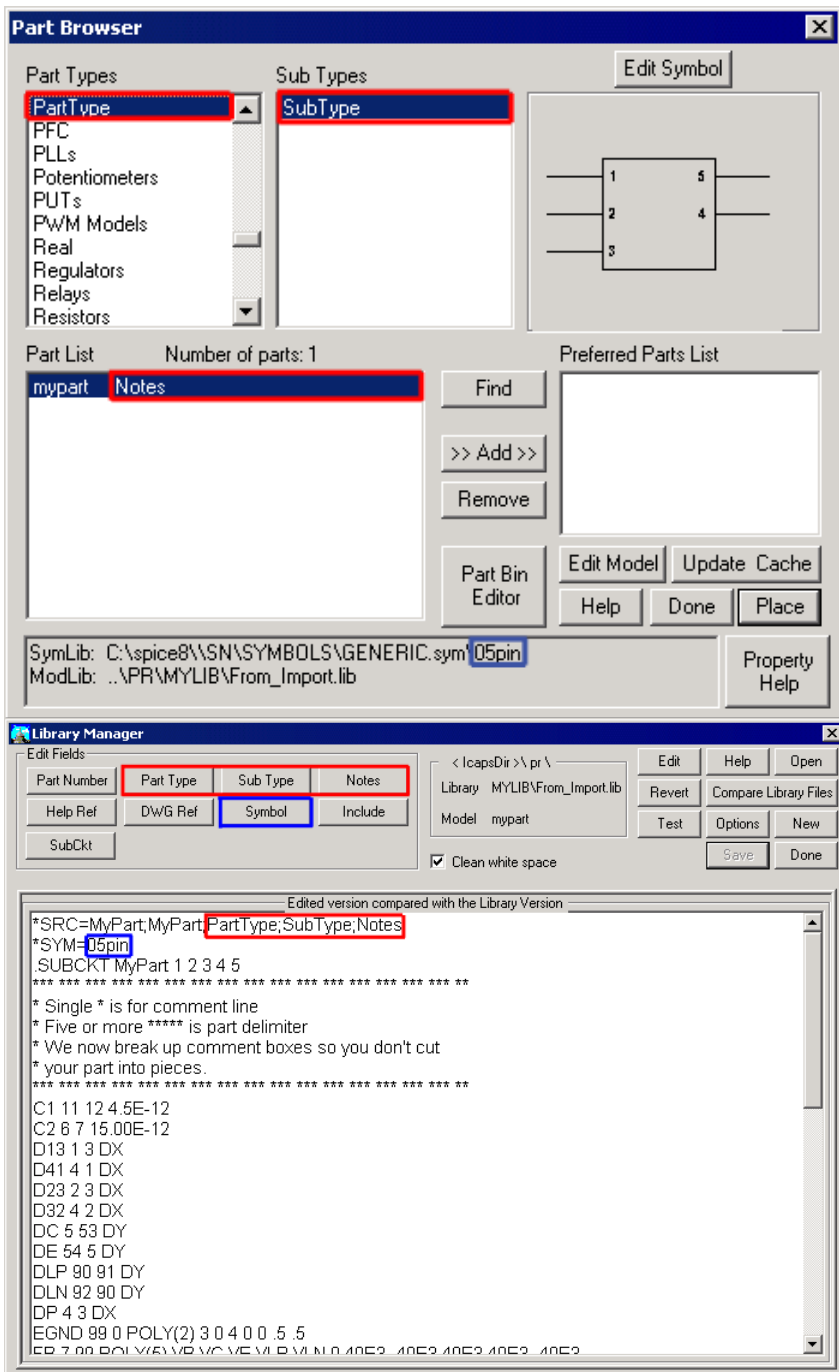 Part Browser
Part Types
Sub Types
Edit Symbol
PartType
PFC
PLLs
Potentiometers
PUTs
PWM Models
Real
Regulators
Relays
Resistors
SubType
1 5
2 4
3
Part List Number of parts: 1
Preferred Parts List
mypart Notes
Find
>> Add >>
Remove
Part Bin
Editor
Edit Model Update Cache
Help Done Place
SymLib: C:\spice8\\SN\SYMBOLS\GENERIC.sym\05pin
ModLib: ..\PR\MYLIB\From_Import.lib
Property
Help
Library Manager
Edit Fields
Part Number Part Type Sub Type Notes
Help Ref DWG Ref Symbol Include
SubCkt
< IcapsDir >\ pr \
Library MYLIB\From_Import.lib
Model mypart
Clean white space
Edit Help Open
Revert Compare Library Files
Test Options New
Save Done
Edited version compared with the Library Version
*SRC=MyPart;MyPart;PartType;SubType;Notes
*SYM=05pin
.SUBCKT MyPart 1 2 3 4 5
*** *** *** *** *** *** *** *** *** *** *** *** *** *** *** *** **
* Single * is for comment line
* Five or more ***** is part delimiter
* We now break up comment boxes so you don't cut
* your part into pieces.
*** *** *** *** *** *** *** *** *** *** *** *** *** *** *** *** **
C1 11 12 4.5E-12
C2 6 7 15.00E-12
D13 1 3 DX
D41 4 1 DX
D23 2 3 DX
D32 4 2 DX
DC 5 53 DY
DE 54 5 DY
DLP 90 91 DY
DLN 92 90 DY
DP 4 3 DX
EGND 99 0 POLY(2) 3 0 4 0 0 .5 .5